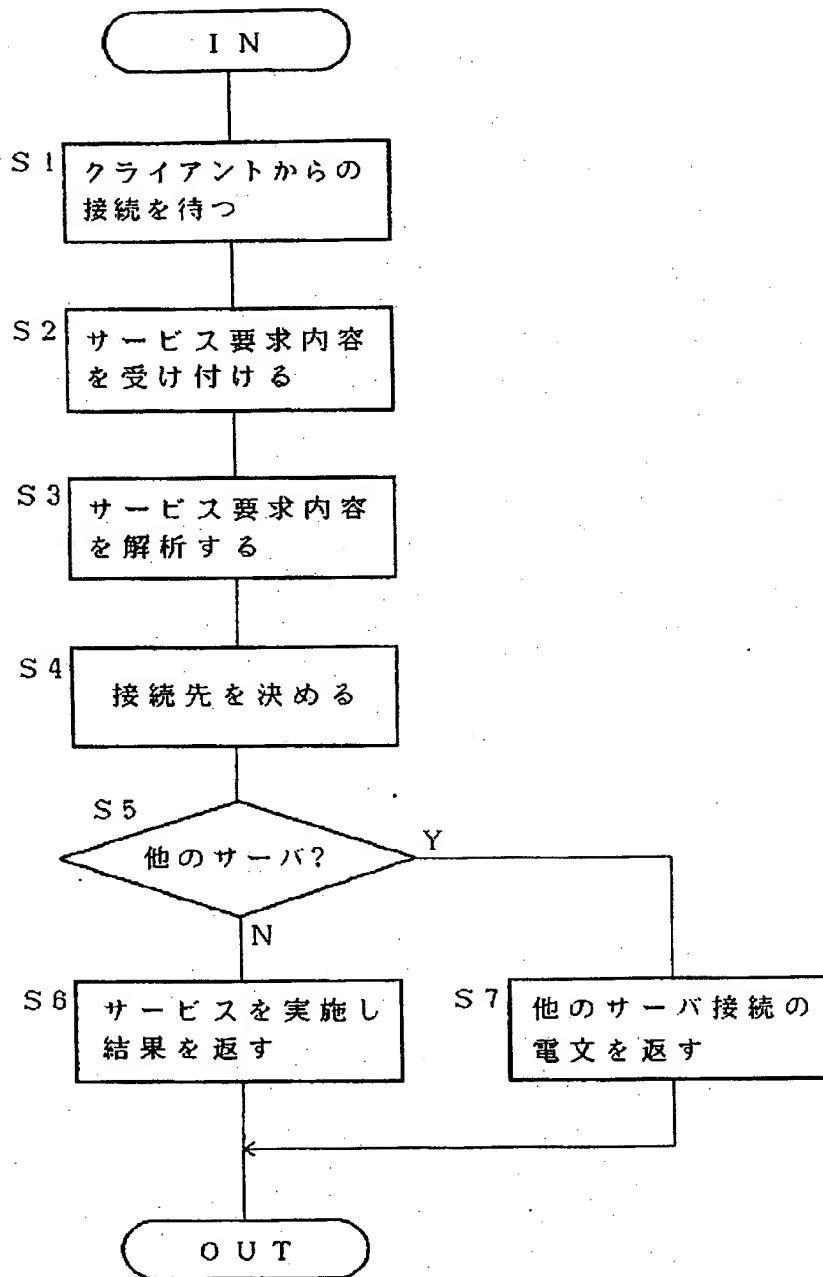 IN
S1
クライアントからの
接続を待つ
S2
サービス要求内容
を受け付ける
S3
サービス要求内容
を解析する
S4
接続先を決める
S5
他のサーバ?
Y
N
S6
サービスを実施し
結果を返す
S7
他のサーバ接続の
電文を返す
OUT